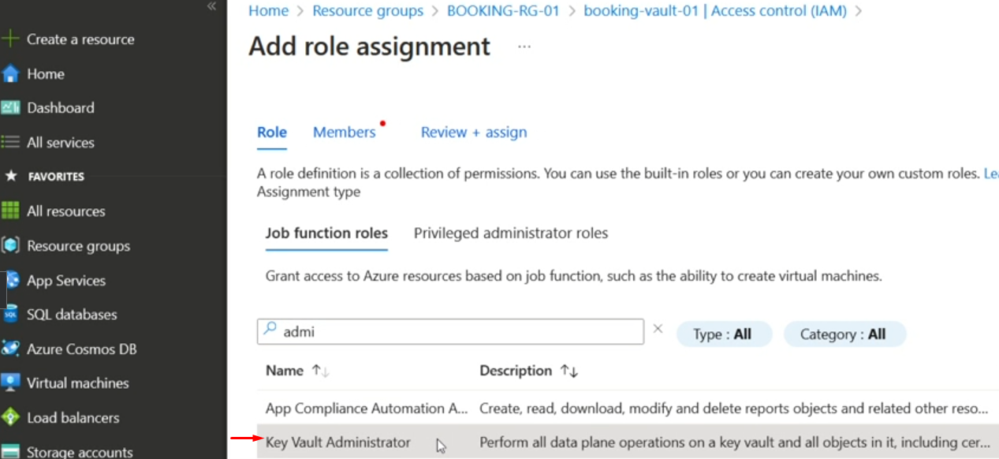 Home > Resource groups > BOOKING-RG-01 > booking-vault-01 | Access control (IAM) >
Add role assignment ...
Create a resource
Home
Dashboard
All services
FAVORITES
All resources
Resource groups
App Services
SQL databases
Azure Cosmos DB
Virtual machines
Load balancers
Storage accounts
Role Members Review + assign
A role definition is a collection of permissions. You can use the built-in roles or you can create your own custom roles. Le
Assignment type
Job function roles Privileged administrator roles
Grant access to Azure resources based on job function, such as the ability to create virtual machines.
admi Type : All Category : All
Name ↑↓ Description ↑↓
App Compliance Automation A... Create, read, download, modify and delete reports objects and related other reso...
Key Vault Administrator Perform all data plane operations on a key vault and all objects in it, including cer...